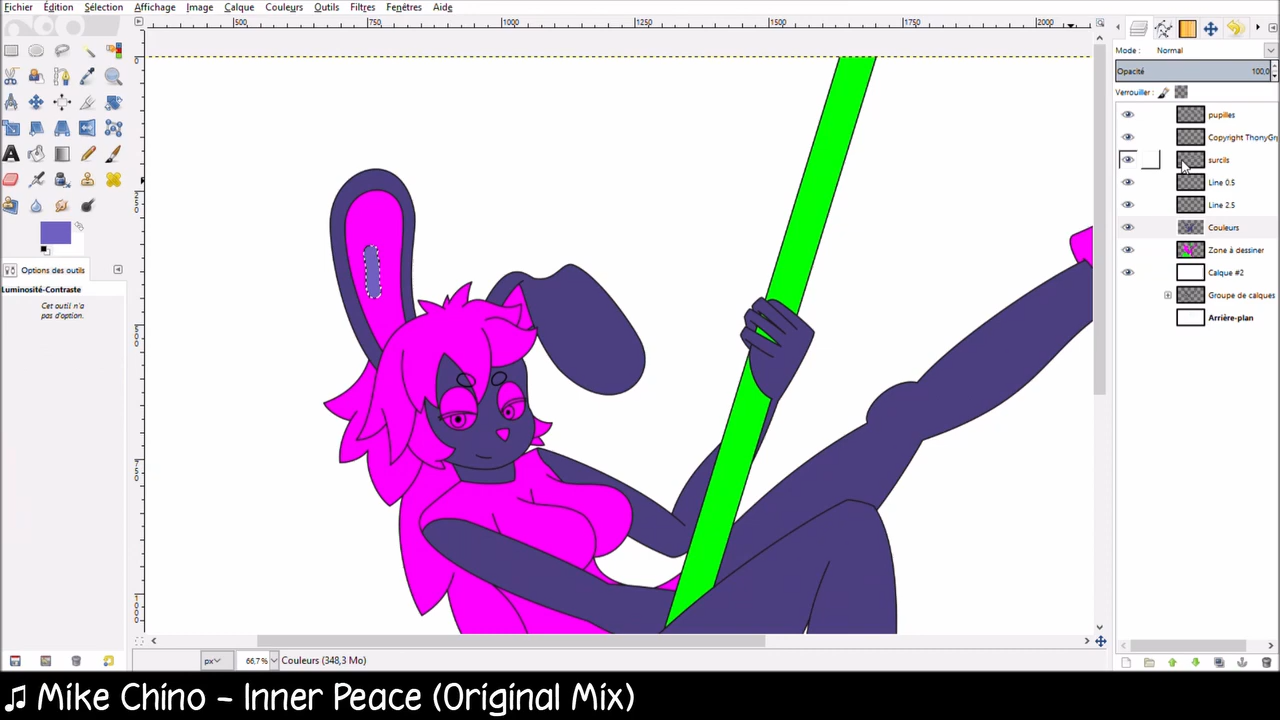 Fichier Édition Sélection Affichage Image Calque Couleurs Outils Filtres Fenêtres Aide
500 750 1000 1250 1500 1750 2000
Mode : Normal
Opacité 100,0
Verrouiller :
pupilles
Copyright ThonyGr
surcils
Line 0.5
Line 2.5
Couleurs
Zone à dessiner
Calque #2
Groupe de calques
Arrière-plan
Options des outils
Luminosité-Contraste
Cet outil n'a
pas d'option.
px 66,7% Couleurs (348,3 Mo)
♫ Mike Chino - Inner Peace (Original Mix)